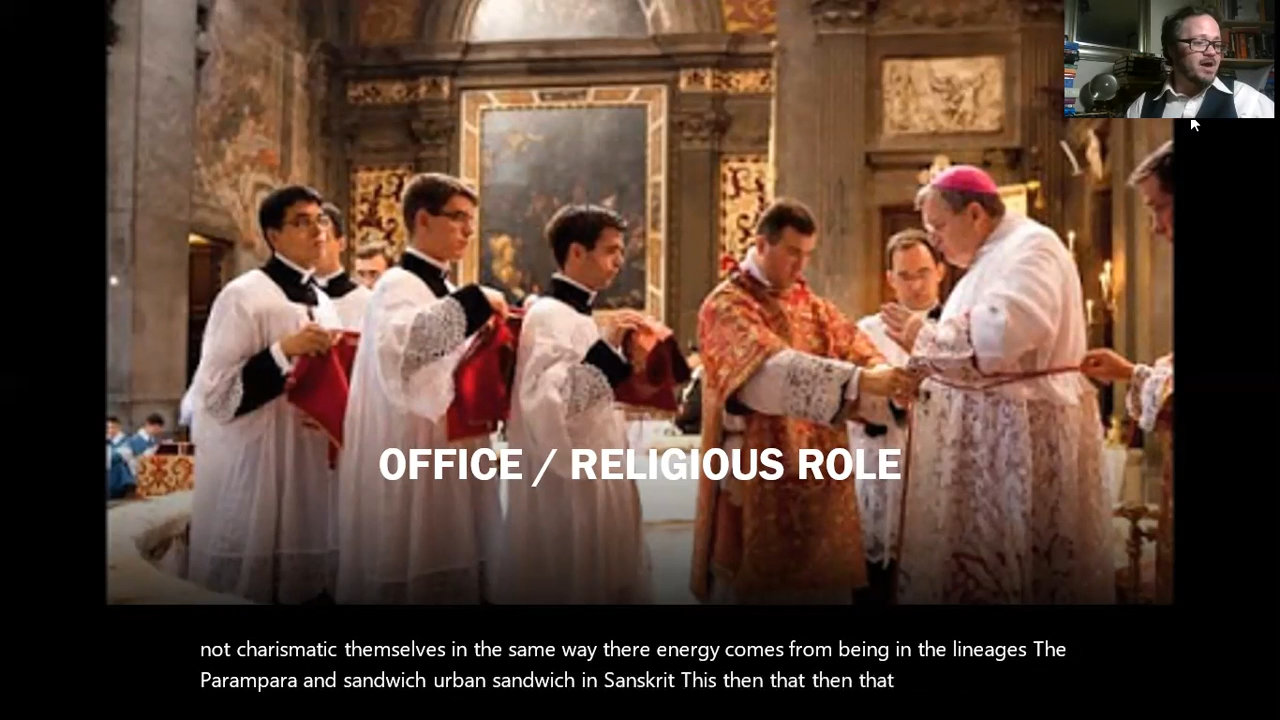 OFFICE / RELIGIOUS ROLE
not charismatic themselves in the same way there energy comes from being in the lineages The
Parampara and sandwich urban sandwich in Sanskrit This then that then that